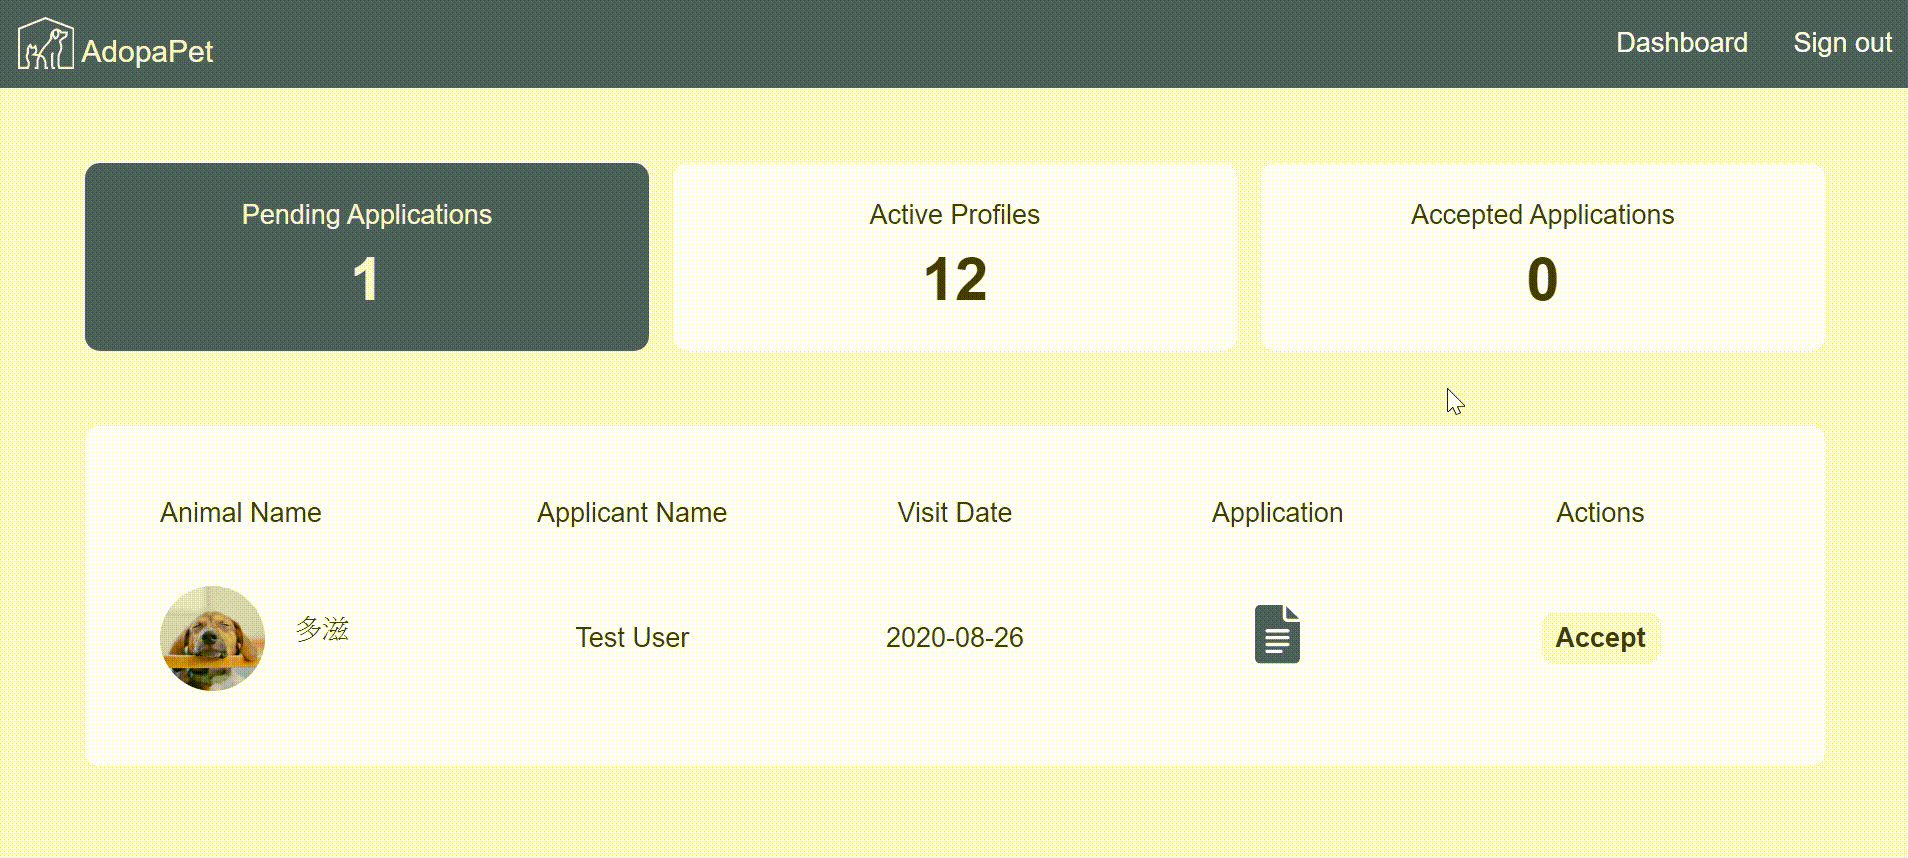 AdopaPet
Dashboard
Sign out
Pending Applications
1
Active Profiles
12
Accepted Applications
0
Animal Name
Applicant Name
Visit Date
Application
Actions
多滋
Test User
2020-08-26
Accept